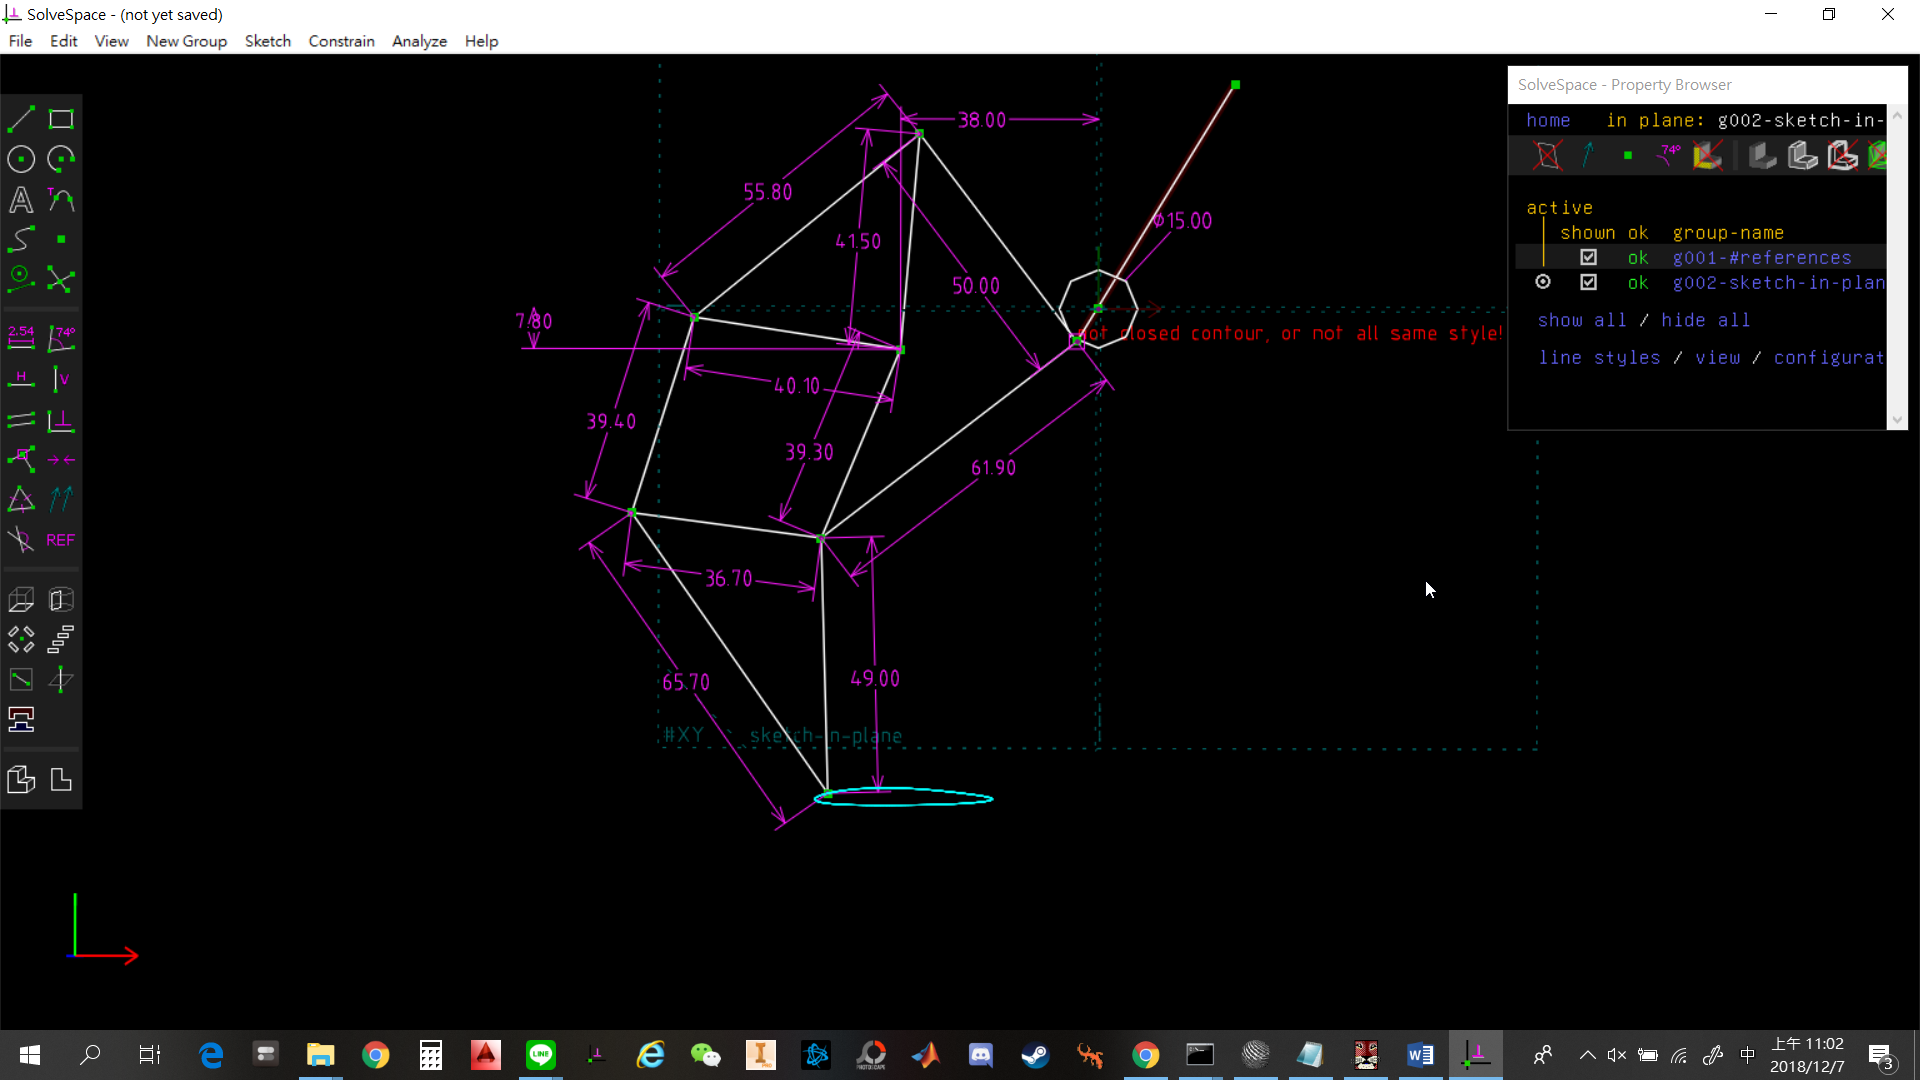 SolveSpace - (not yet saved)
File Edit View New Group Sketch Constrain Analyze Help
SolveSpace - Property Browser
home in plane: g002-sketch-in-
74°
active
shown ok group-name
ok g001-#references
ok g002-sketch-in-plan
show all / hide all
line styles / view / configurat
A T
2.54 74°
H V
REF
38.00
55.80
41.50
Ø15.00
50.00
7.80
not closed contour, or not all same style!
40.10
39.40
39.30
61.90
36.70
65.70
49.00
#XY sketch-in-plane
LINE
PHOTOSCAPE
中
上午 11:02
2018/12/7
3